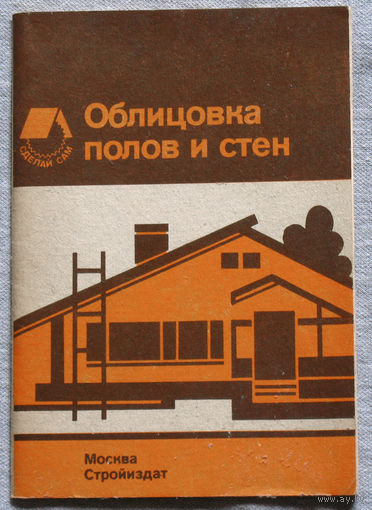 Облицовка
полов и стен
СДЕЛАЙ САМ
Москва
Стройиздат